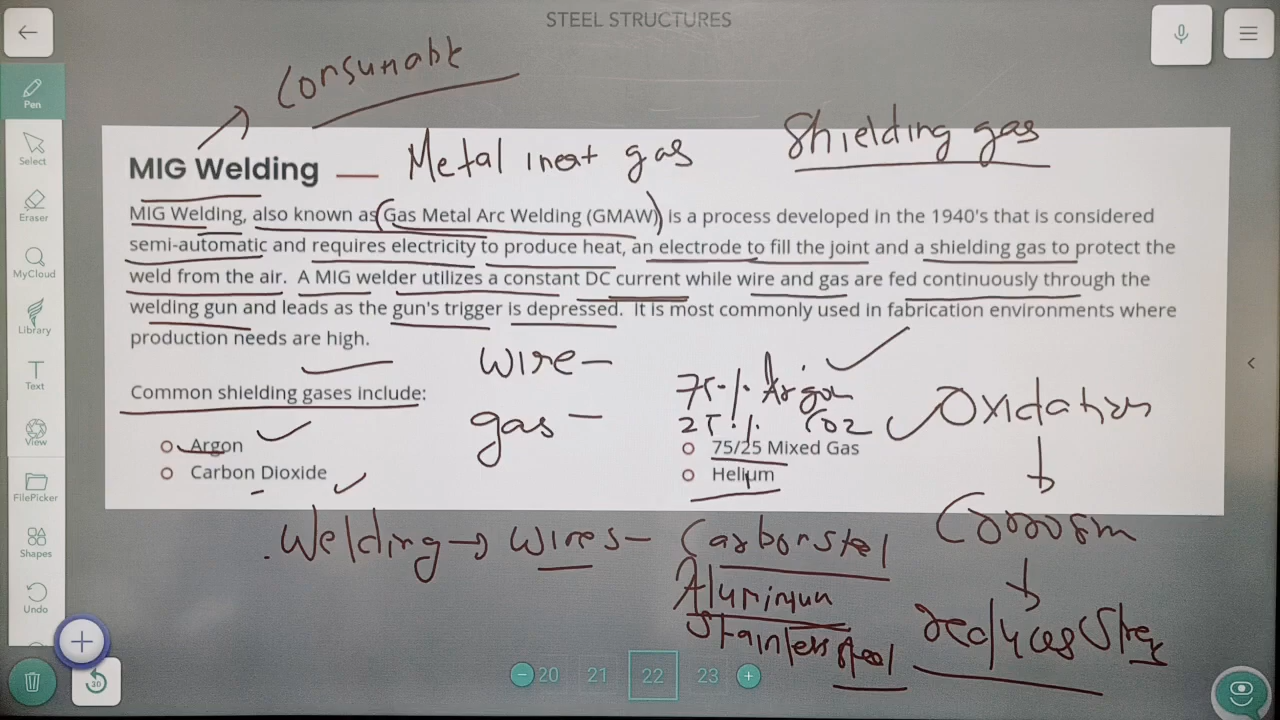 STEEL STRUCTURES
Consumable
Pen
Select
Eraser
MyCloud
Library
Text
View
FilePicker
Shapes
Undo
30
MIG Welding
Metal inert gas
Shielding gas
MIG Welding, also known as Gas Metal Arc Welding (GMAW) is a process developed in the 1940's that is considered
semi-automatic and requires electricity to produce heat, an electrode to fill the joint and a shielding gas to protect the
weld from the air. A MIG welder utilizes a constant DC current while wire and gas are fed continuously through the
welding gun and leads as the gun's trigger is depressed. It is most commonly used in fabrication environments where
production needs are high.
Common shielding gases include:
Argon
Carbon Dioxide
wire-
gas-
75% Argon
25% CO2
75/25 Mixed Gas
Helium
Oxidation
Corrosion
reduces
Welding → wires- Carbon steel
Aluminum
Stainless steel
20 21 22 23